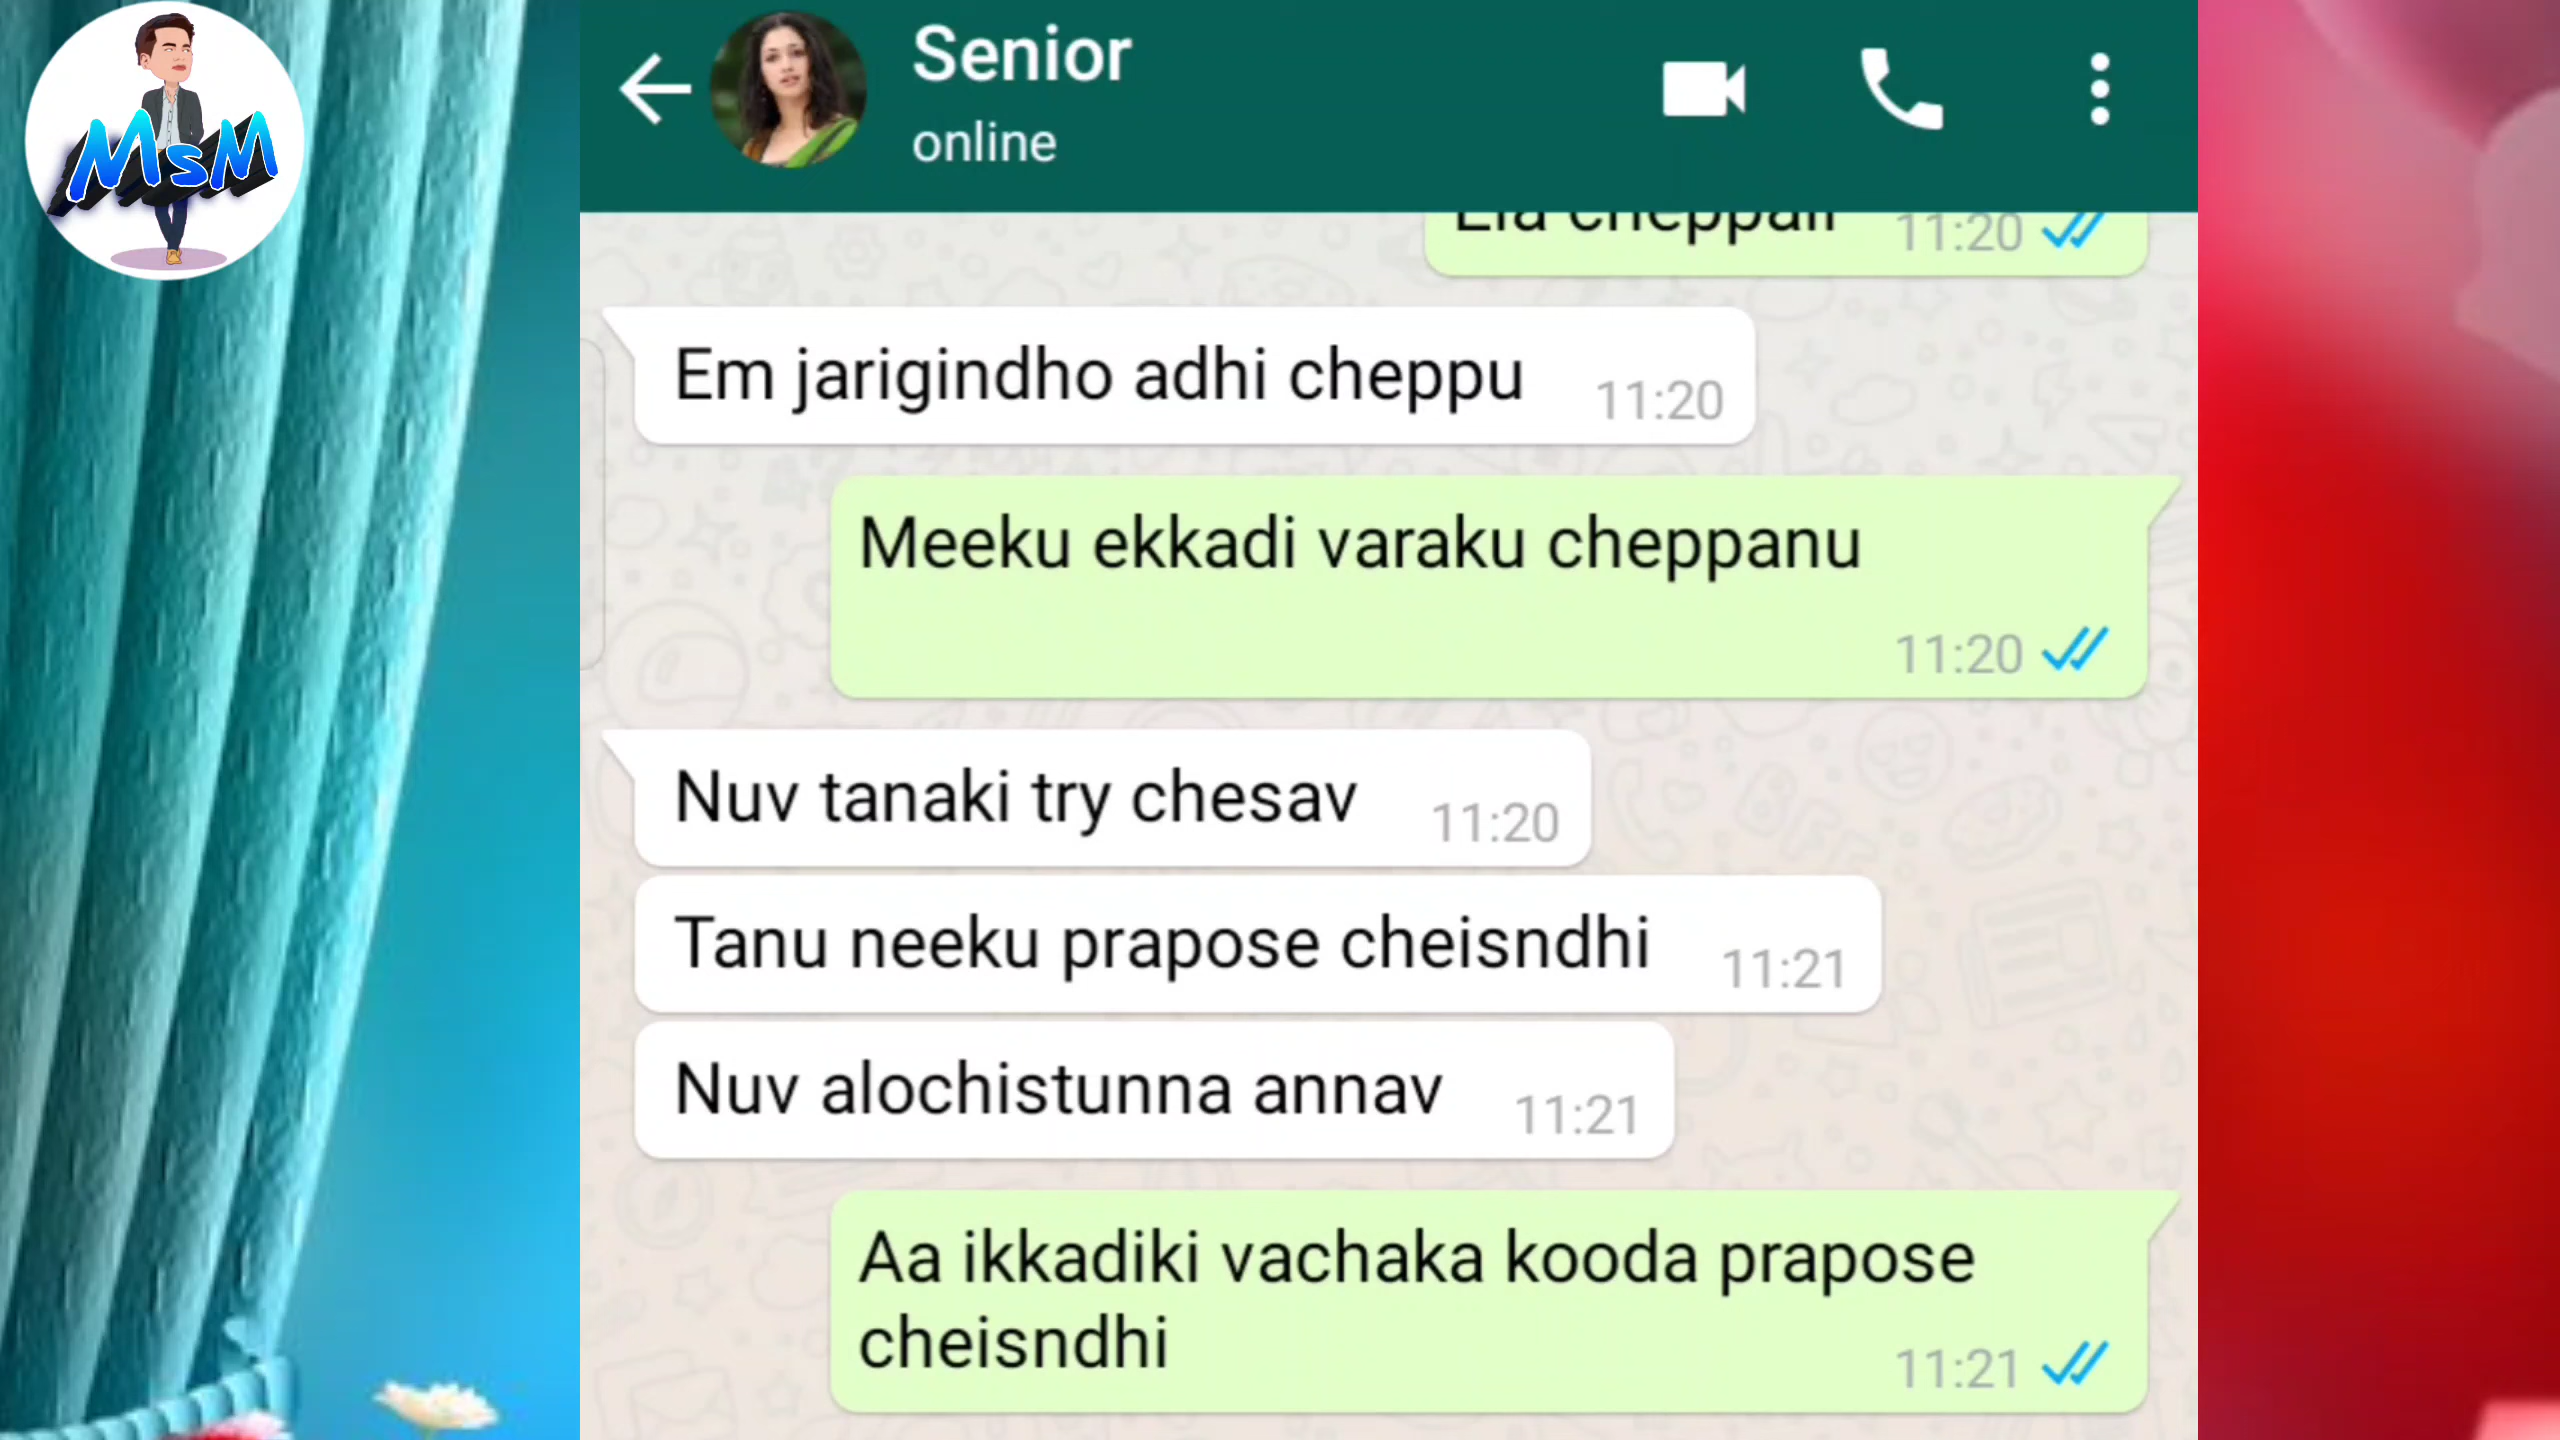 MsM
Senior
online
11:20
Em jarigindho adhi cheppu 11:20
Meeku ekkadi varaku cheppanu
11:20
Nuv tanaki try chesav 11:20
Tanu neeku prapose cheisndhi 11:21
Nuv alochistunna annav 11:21
Aa ikkadiki vachaka kooda prapose
cheisndhi 11:21